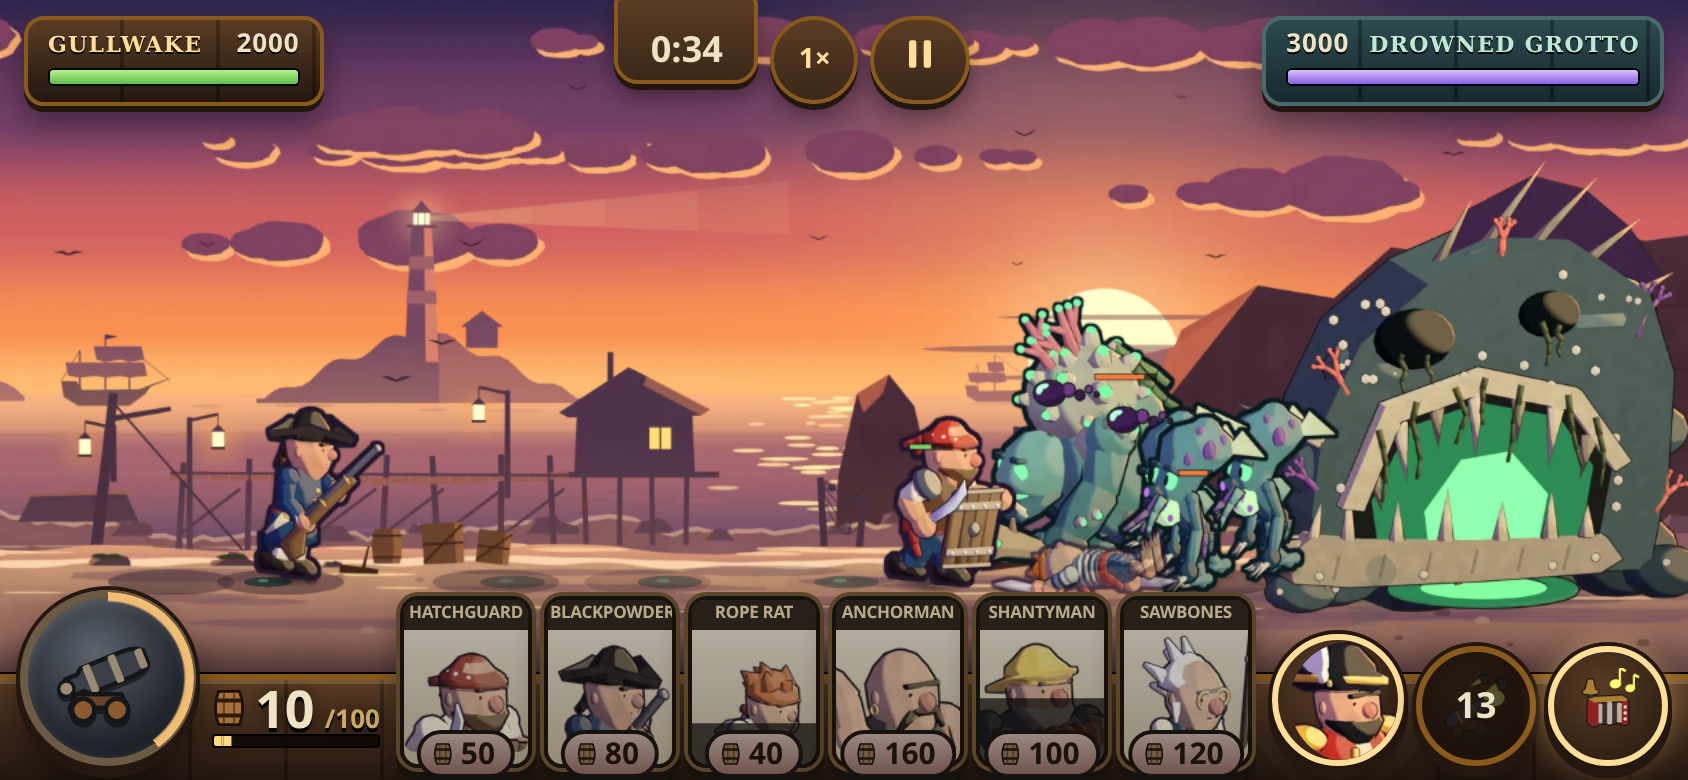 GULLWAKE 2000
0:34
1×
3000 DROWNED GROTTO
10 /100
HATCHGUARD
50
BLACKPOWDER
80
ROPE RAT
40
ANCHORMAN
160
SHANTYMAN
100
SAWBONES
120
13